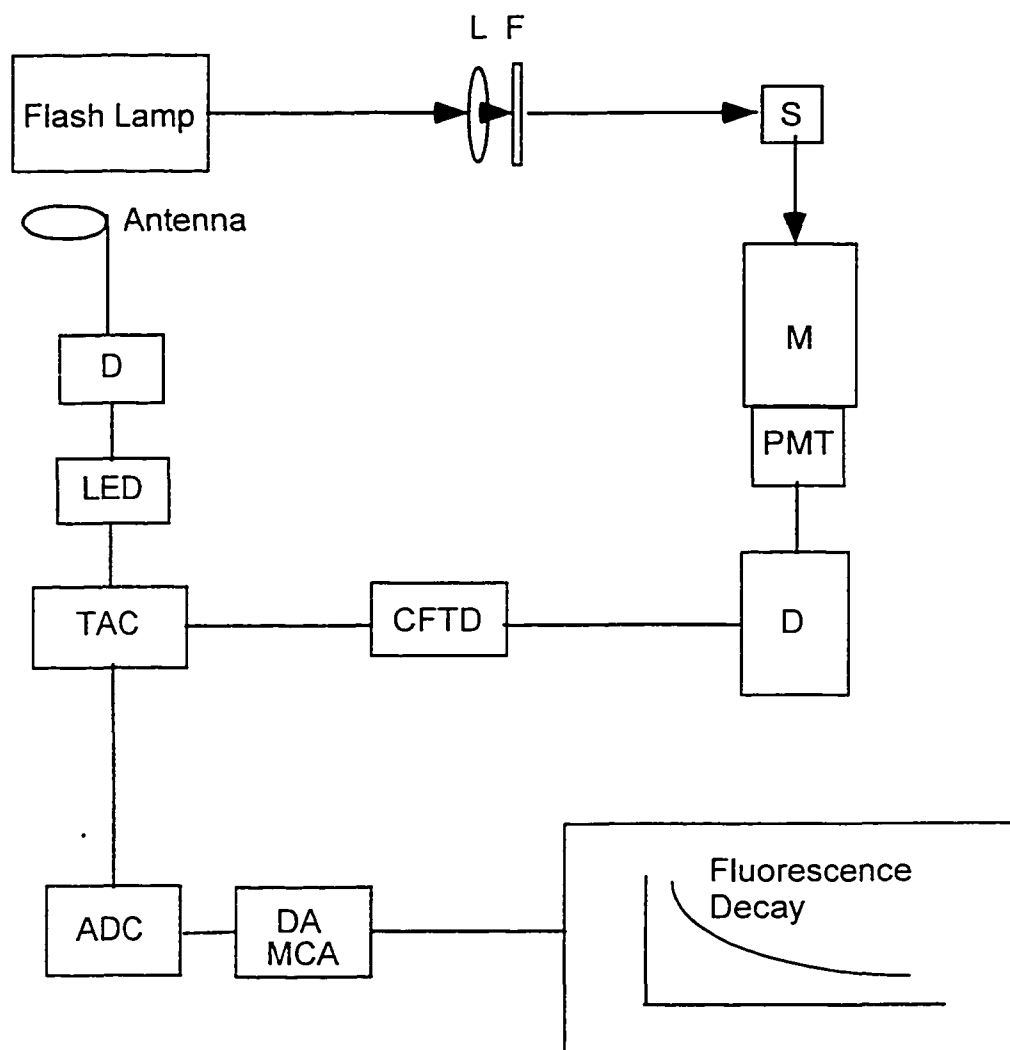 L F
Flash Lamp
S
Antenna
M
D
PMT
LED
TAC
CFTD
D
Fluorescence
Decay
ADC
DA
MCA